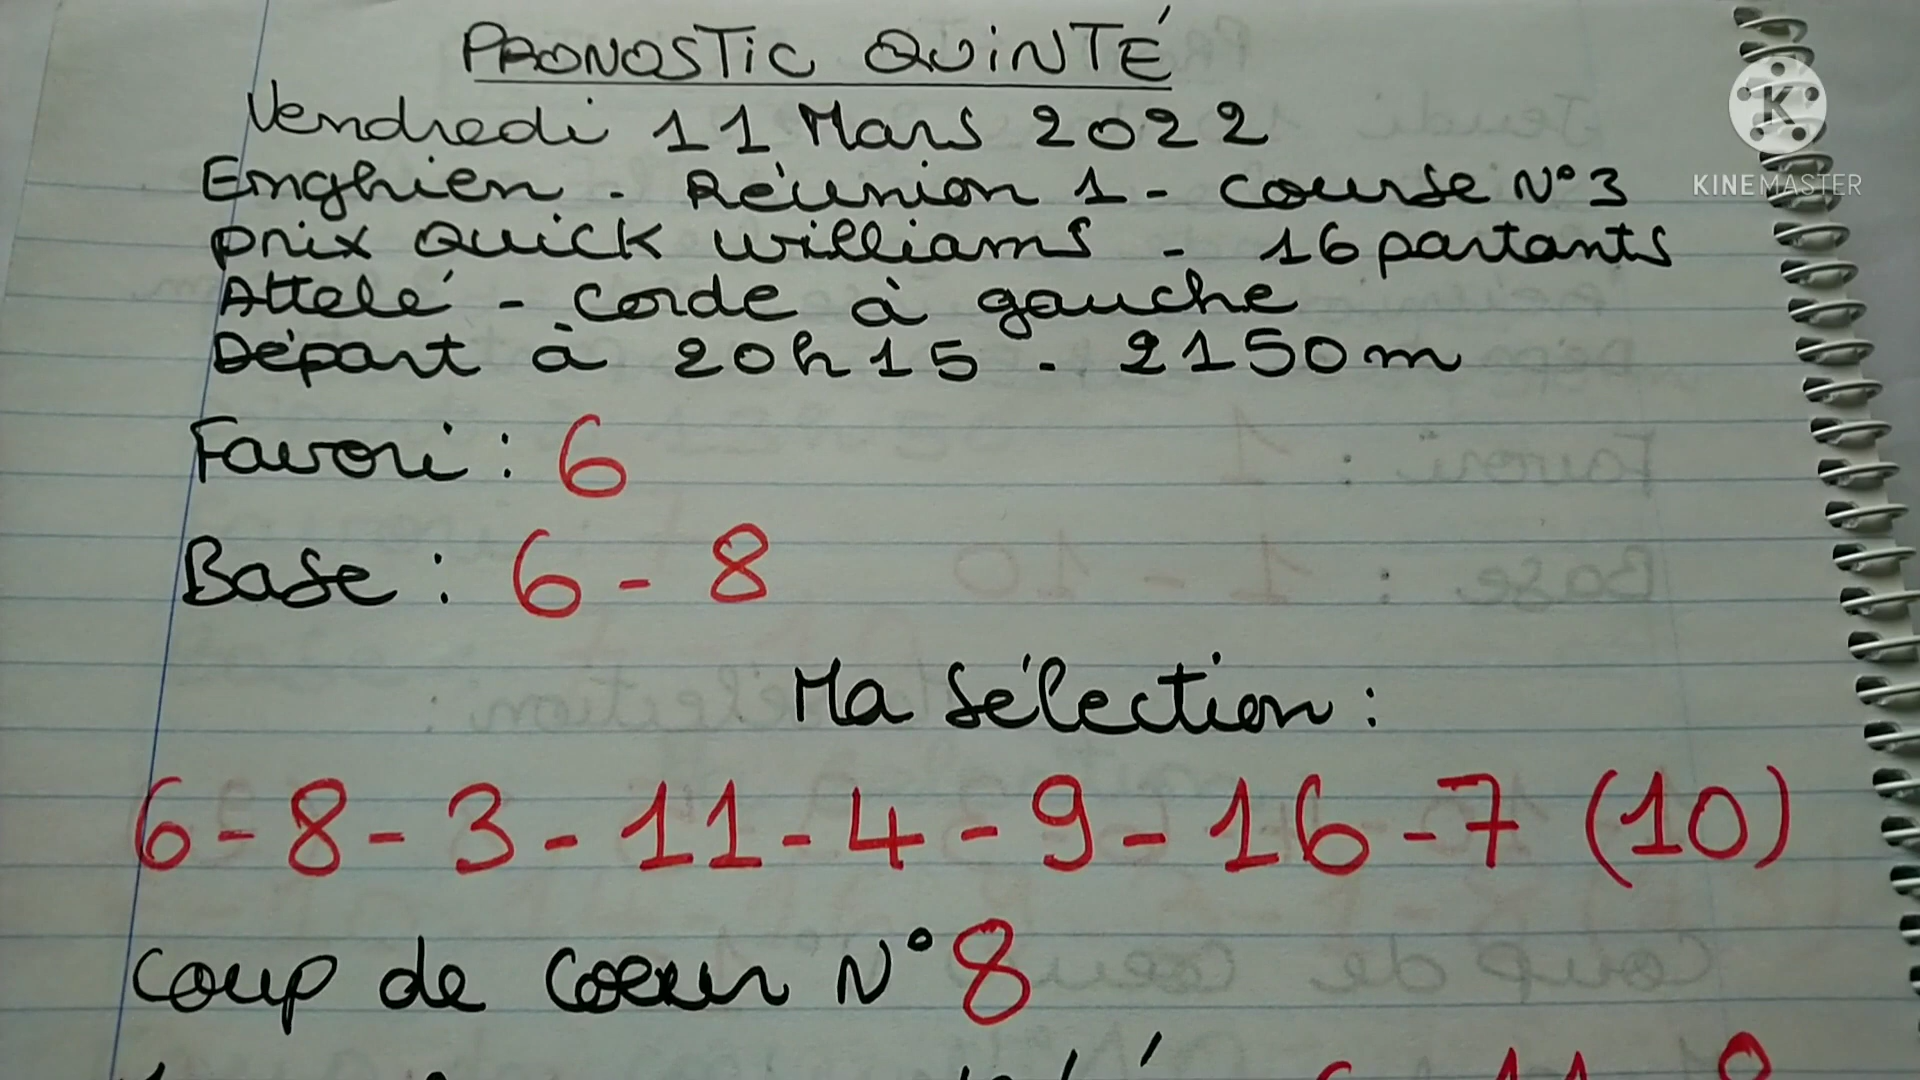 PRONOSTIC QUINTÉ
Vendredi 11 Mars 2022
Enghien - Réunion 1 - course N°3
prix Quick williams - 16 partants
Attelé - corde à gauche
Départ à 20h15 - 2150m
Favori : 6
Base : 6 - 8
Ma sélection :
6 - 8 - 3 - 11 - 4 - 9 - 16 - 7 (10)
coup de coeur N° 8
K
KINEMASTER